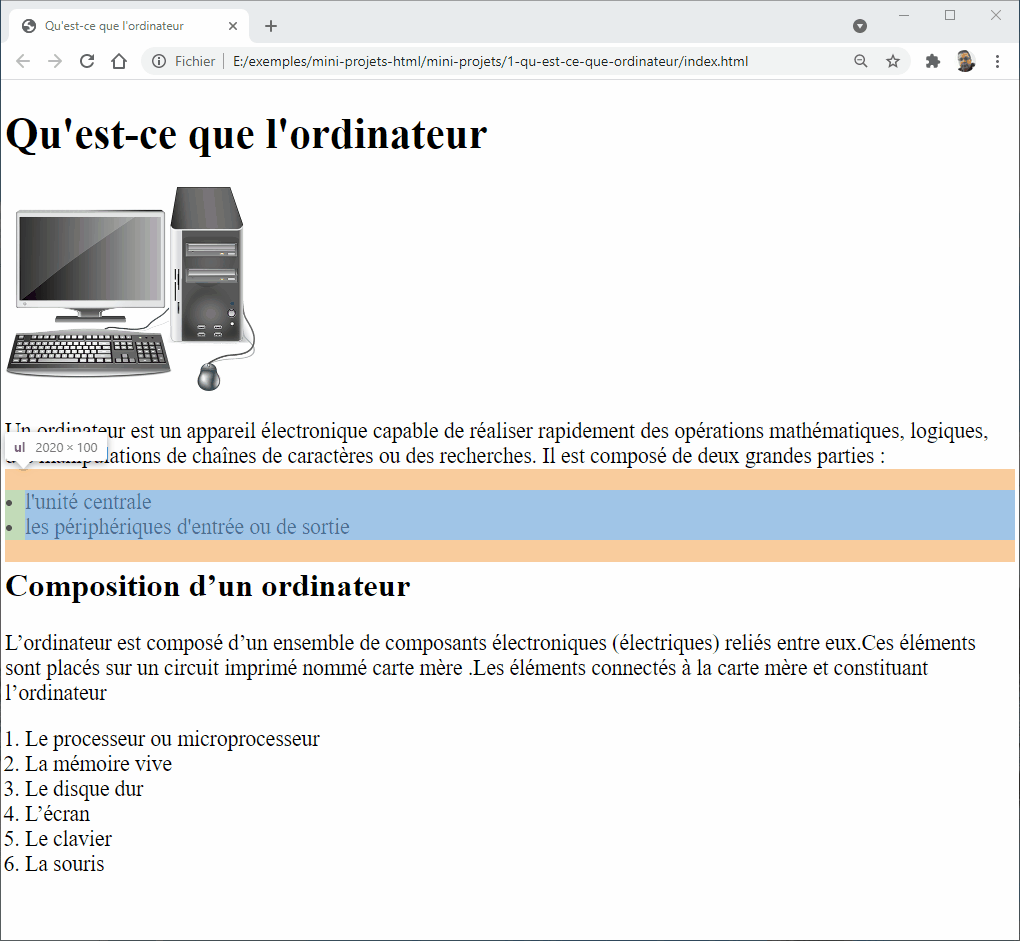 Qu'est-ce que l'ordinateur
Fichier | E:/exemples/mini-projets-html/mini-projets/1-qu-est-ce-que-ordinateur/index.html
Qu'est-ce que l'ordinateur
Un ordinateur est un appareil électronique capable de réaliser rapidement des opérations mathématiques, logiques,
ul 2020 × 100
manipulations de chaînes de caractères ou des recherches. Il est composé de deux grandes parties :
l'unité centrale
les périphériques d'entrée ou de sortie
Composition d’un ordinateur
L’ordinateur est composé d’un ensemble de composants électroniques (électriques) reliés entre eux.Ces éléments
sont placés sur un circuit imprimé nommé carte mère .Les éléments connectés à la carte mère et constituant
l’ordinateur
1. Le processeur ou microprocesseur
2. La mémoire vive
3. Le disque dur
4. L’écran
5. Le clavier
6. La souris